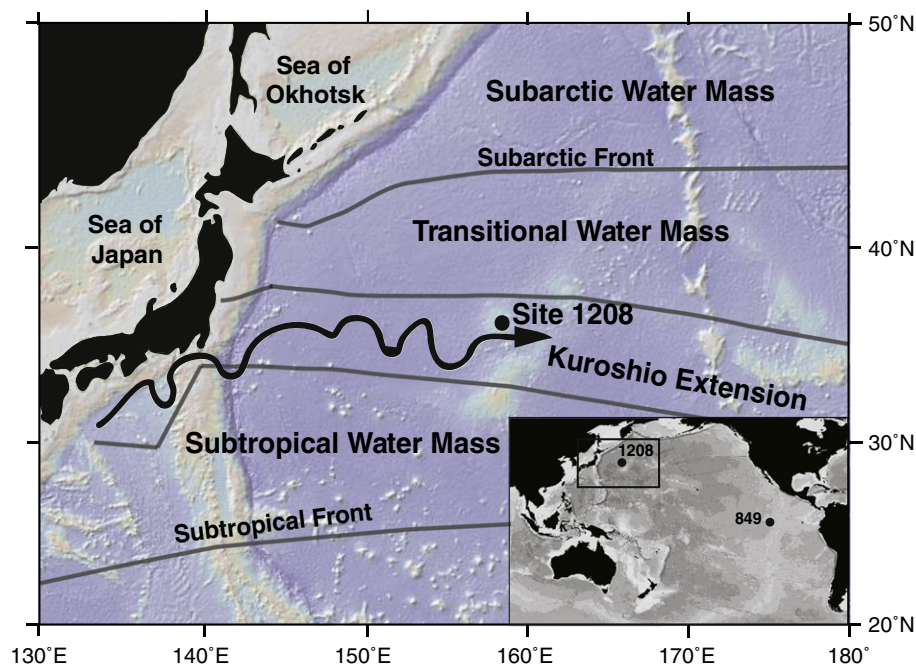 50˚N
Sea of
Okhotsk
Subarctic Water Mass
Subarctic Front
Sea of
Japan
Transitional Water Mass
40˚N
Site 1208
Kuroshio Extension
Subtropical Water Mass
30˚N
1208
849
Subtropical Front
20˚N
130˚E
140˚E
150˚E
160˚E
170˚E
180˚